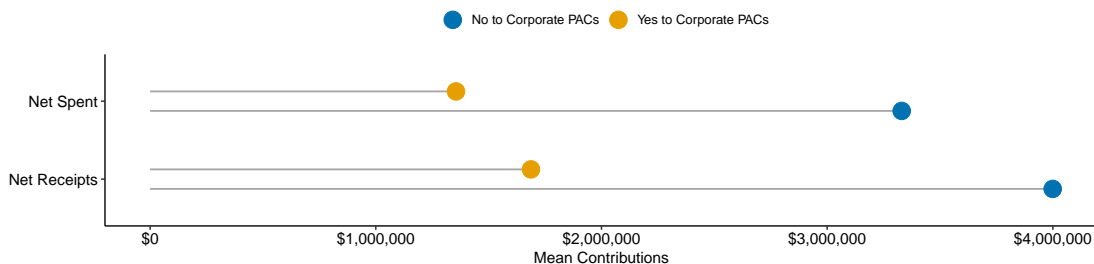 No to Corporate PACs Yes to Corporate PACs
Net Spent
Net Receipts
$0 $1,000,000 $2,000,000 $3,000,000 $4,000,000
Mean Contributions